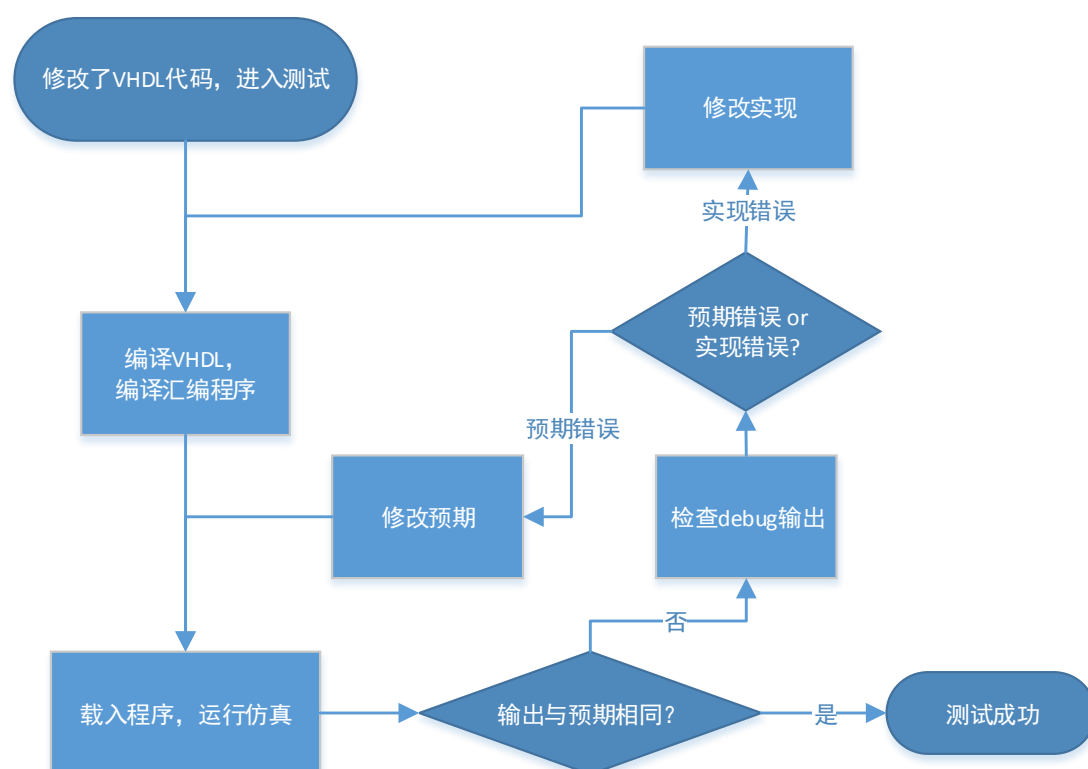 修改了VHDL代码，进入测试
修改实现
实现错误
预期错误 or
实现错误?
编译VHDL，
编译汇编程序
预期错误
修改预期
检查debug输出
否
载入程序，运行仿真
输出与预期相同？
是
测试成功